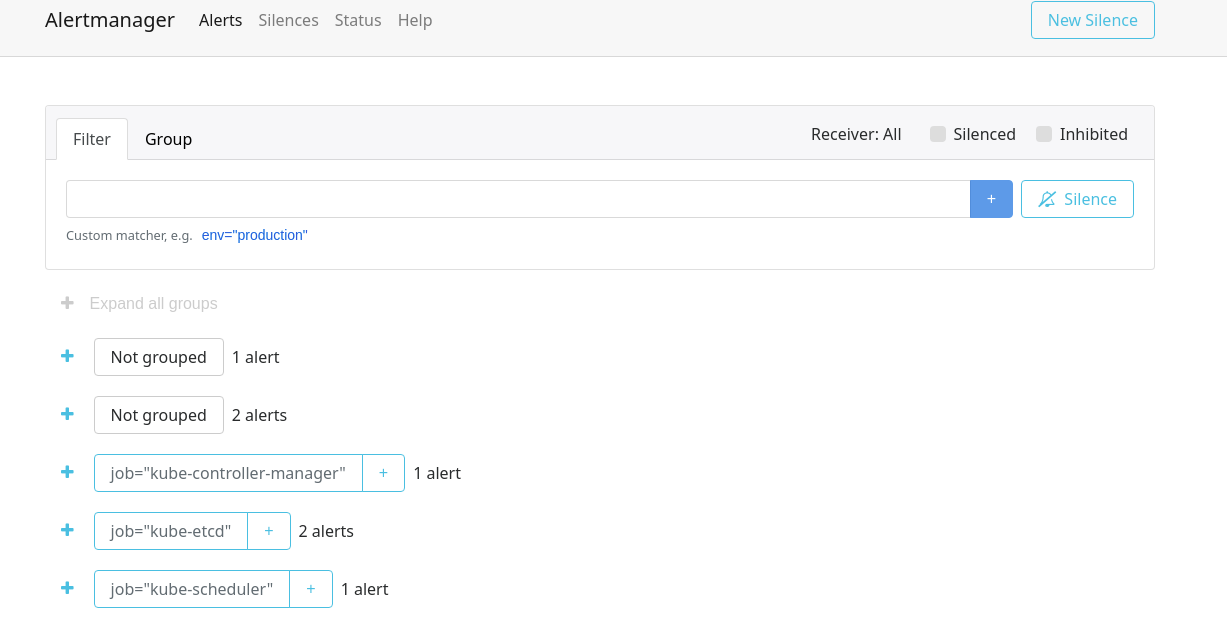 Alertmanager Alerts Silences Status Help New Silence
Filter Group Receiver: All Silenced Inhibited
+ Silence
Custom matcher, e.g. env="production"
+ Expand all groups
+ Not grouped 1 alert
+ Not grouped 2 alerts
+ job="kube-controller-manager" + 1 alert
+ job="kube-etcd" + 2 alerts
+ job="kube-scheduler" + 1 alert